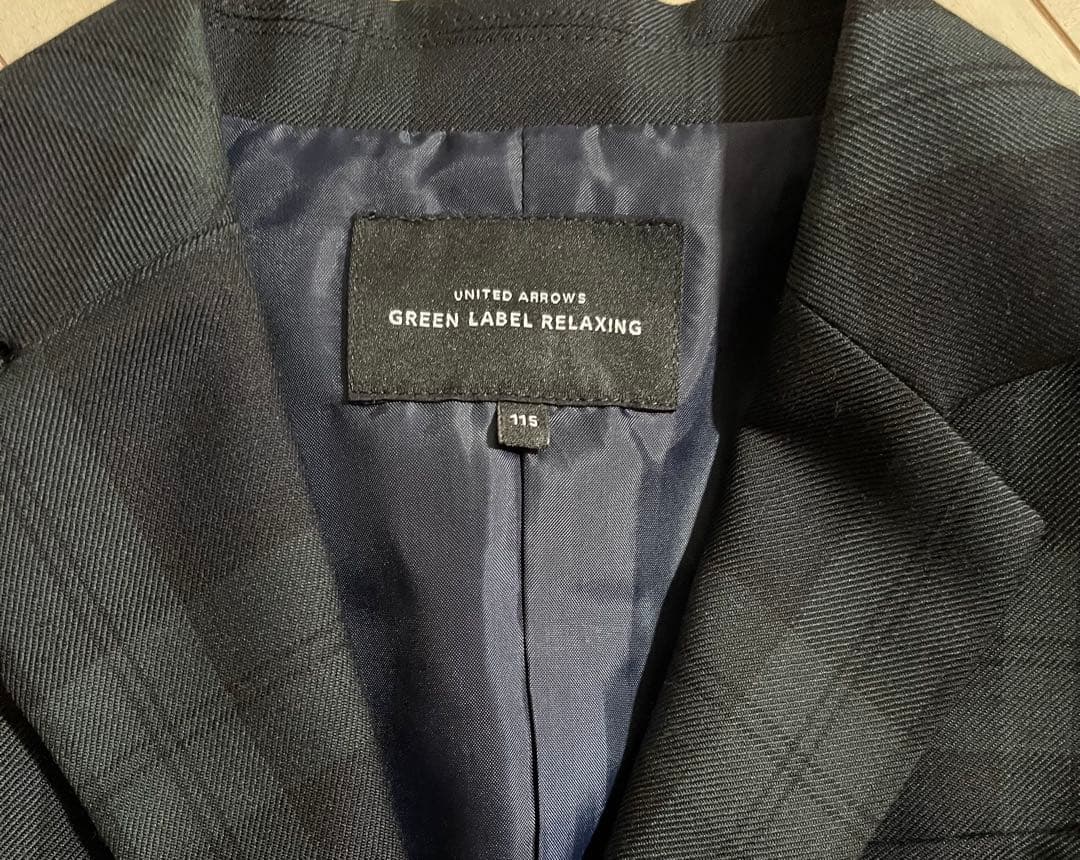 UNITED ARROWS
GREEN LABEL RELAXING
115